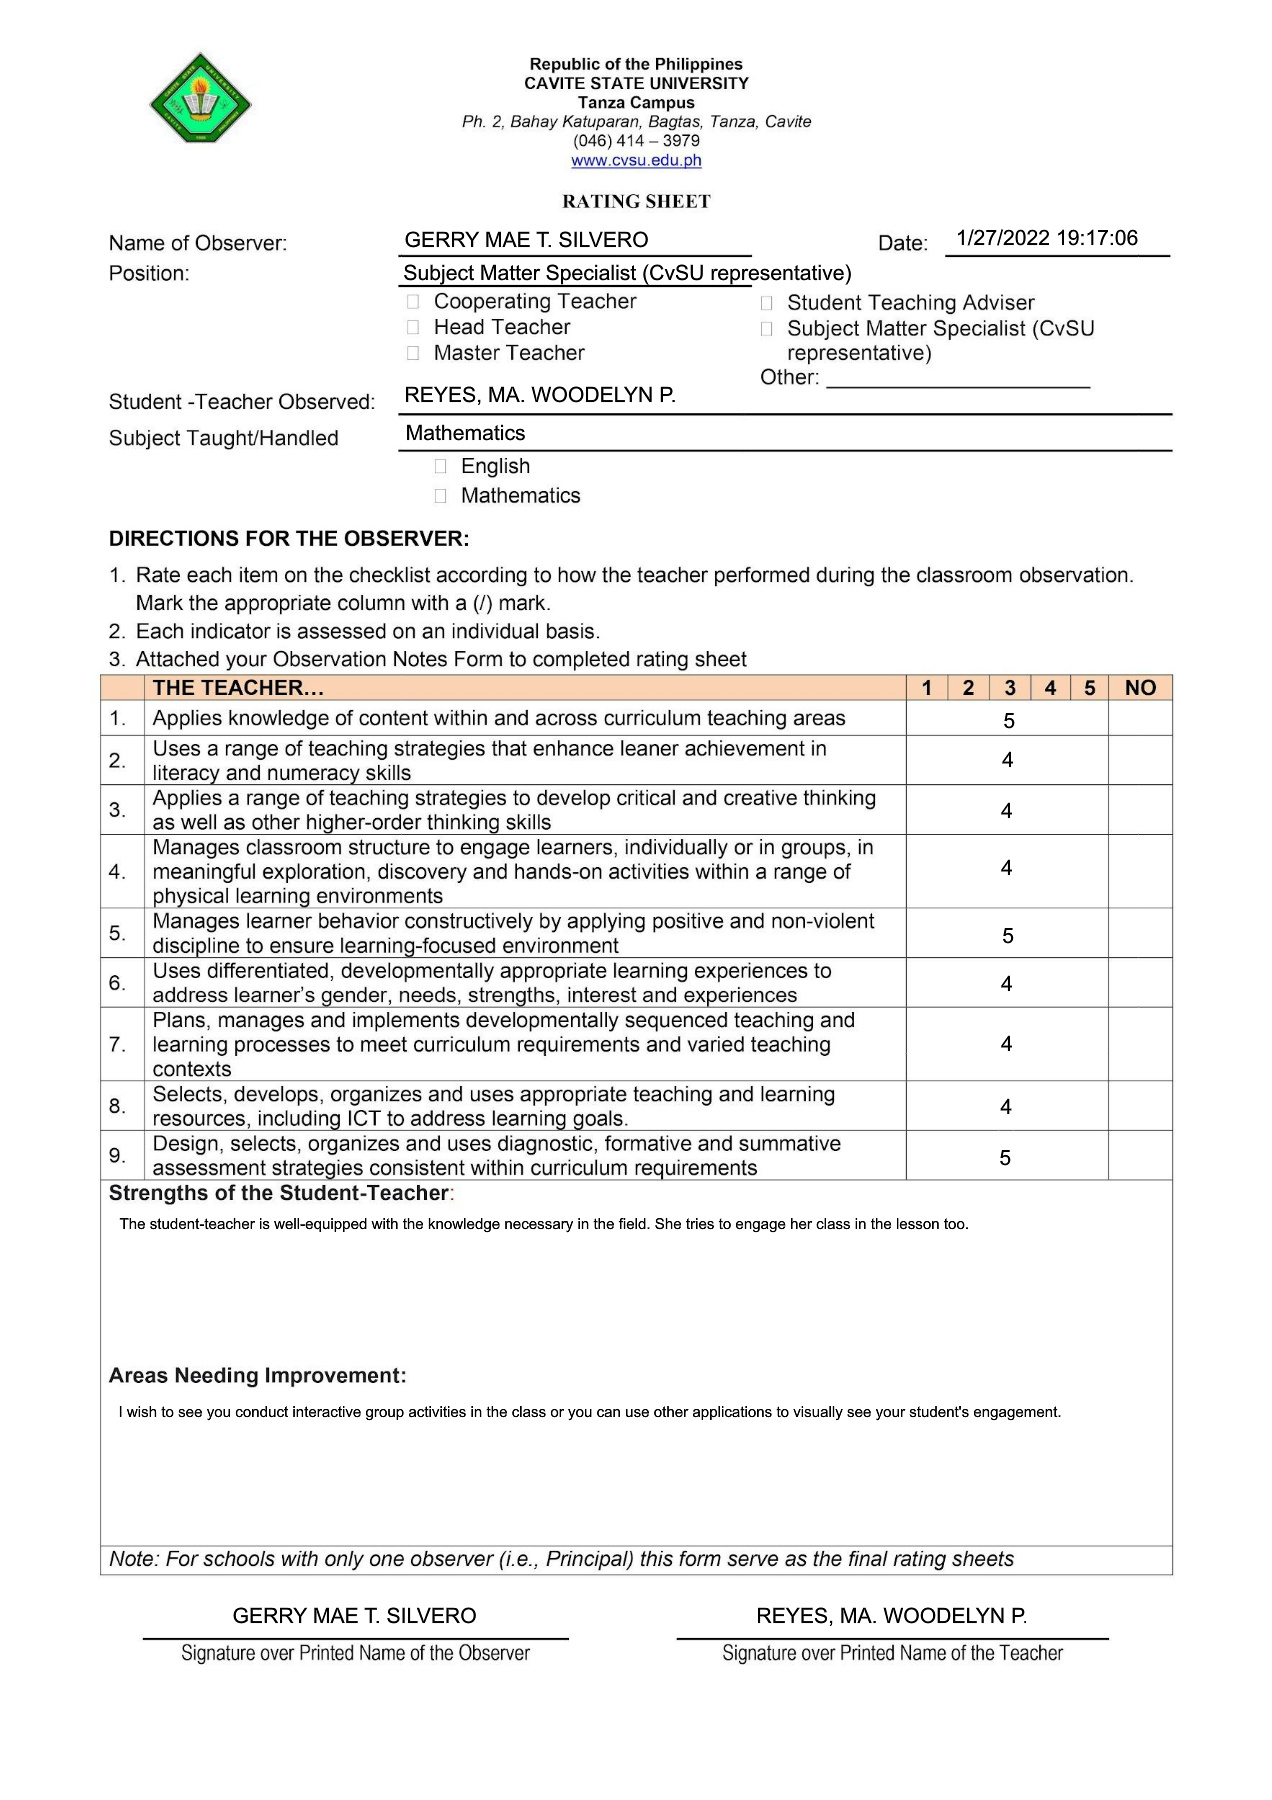 Republic of the Philippines
CAVITE STATE UNIVERSITY
Tanza Campus
Ph. 2, Bahay Katuparan, Bagtas, Tanza, Cavite
(046) 414 – 3979
www.cvsu.edu.ph
RATING SHEET
Name of Observer: GERRY MAE T. SILVERO Date: 1/27/2022 19:17:06
Position: Subject Matter Specialist (CvSU representative)
Cooperating Teacher
Head Teacher
Master Teacher
Student Teaching Adviser
Subject Matter Specialist (CvSU
representative)
Other:
Student -Teacher Observed: REYES, MA. WOODELYN P.
Subject Taught/Handled Mathematics
English
Mathematics
DIRECTIONS FOR THE OBSERVER:
1. Rate each item on the checklist according to how the teacher performed during the classroom observation.
Mark the appropriate column with a (/) mark.
2. Each indicator is assessed on an individual basis.
3. Attached your Observation Notes Form to completed rating sheet
THE TEACHER… 1 2 3 4 5 NO
1. Applies knowledge of content within and across curriculum teaching areas 5
2. Uses a range of teaching strategies that enhance leaner achievement in
literacy and numeracy skills 4
3. Applies a range of teaching strategies to develop critical and creative thinking
as well as other higher-order thinking skills 4
4. Manages classroom structure to engage learners, individually or in groups, in
meaningful exploration, discovery and hands-on activities within a range of
physical learning environments 4
5. Manages learner behavior constructively by applying positive and non-violent
discipline to ensure learning-focused environment 5
6. Uses differentiated, developmentally appropriate learning experiences to
address learner’s gender, needs, strengths, interest and experiences 4
7. Plans, manages and implements developmentally sequenced teaching and
learning processes to meet curriculum requirements and varied teaching
contexts 4
8. Selects, develops, organizes and uses appropriate teaching and learning
resources, including ICT to address learning goals. 4
9. Design, selects, organizes and uses diagnostic, formative and summative
assessment strategies consistent within curriculum requirements 5
Strengths of the Student-Teacher:
The student-teacher is well-equipped with the knowledge necessary in the field. She tries to engage her class in the lesson too.
Areas Needing Improvement:
I wish to see you conduct interactive group activities in the class or you can use other applications to visually see your student's engagement.
Note: For schools with only one observer (i.e., Principal) this form serve as the final rating sheets
GERRY MAE T. SILVERO REYES, MA. WOODELYN P.
Signature over Printed Name of the Observer Signature over Printed Name of the Teacher